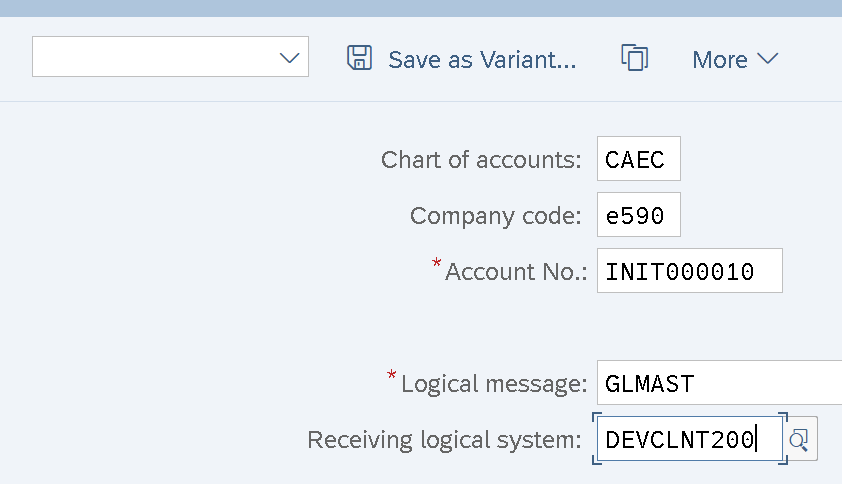 Save as Variant... More
Chart of accounts: CAEC
Company code: e590
*Account No.: INIT000010
*Logical message: GLMAST
Receiving logical system: DEVCLNT200